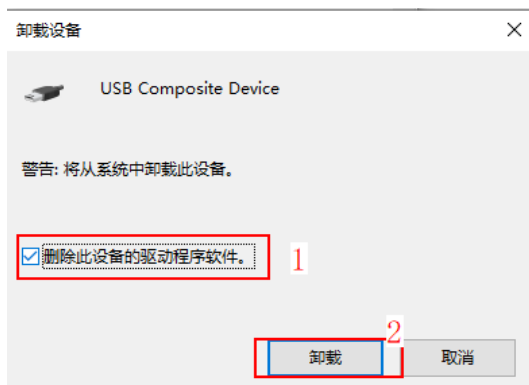 卸载设备
USB Composite Device
警告: 将从系统中卸载此设备。
删除此设备的驱动程序软件。 1
2
卸载 取消